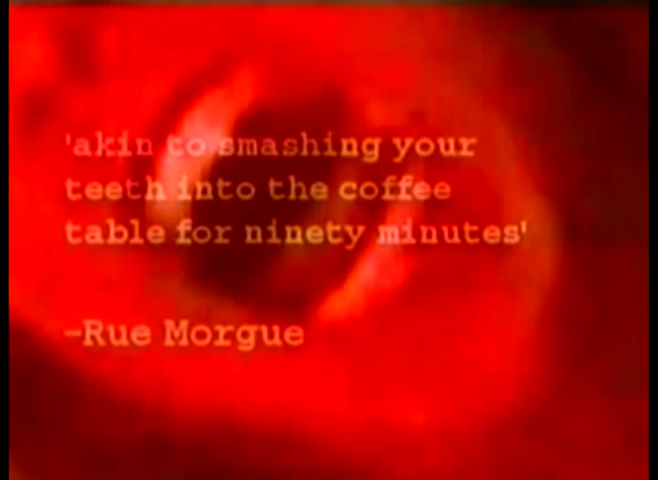 'akin to smashing your
teeth into the coffee
table for ninety minutes'
-Rue Morgue